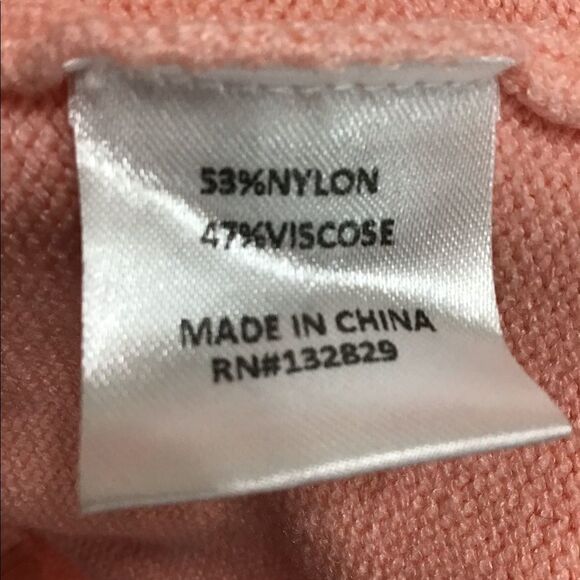 53%NYLON
47%VISCOSE
MADE IN CHINA
RN#132829